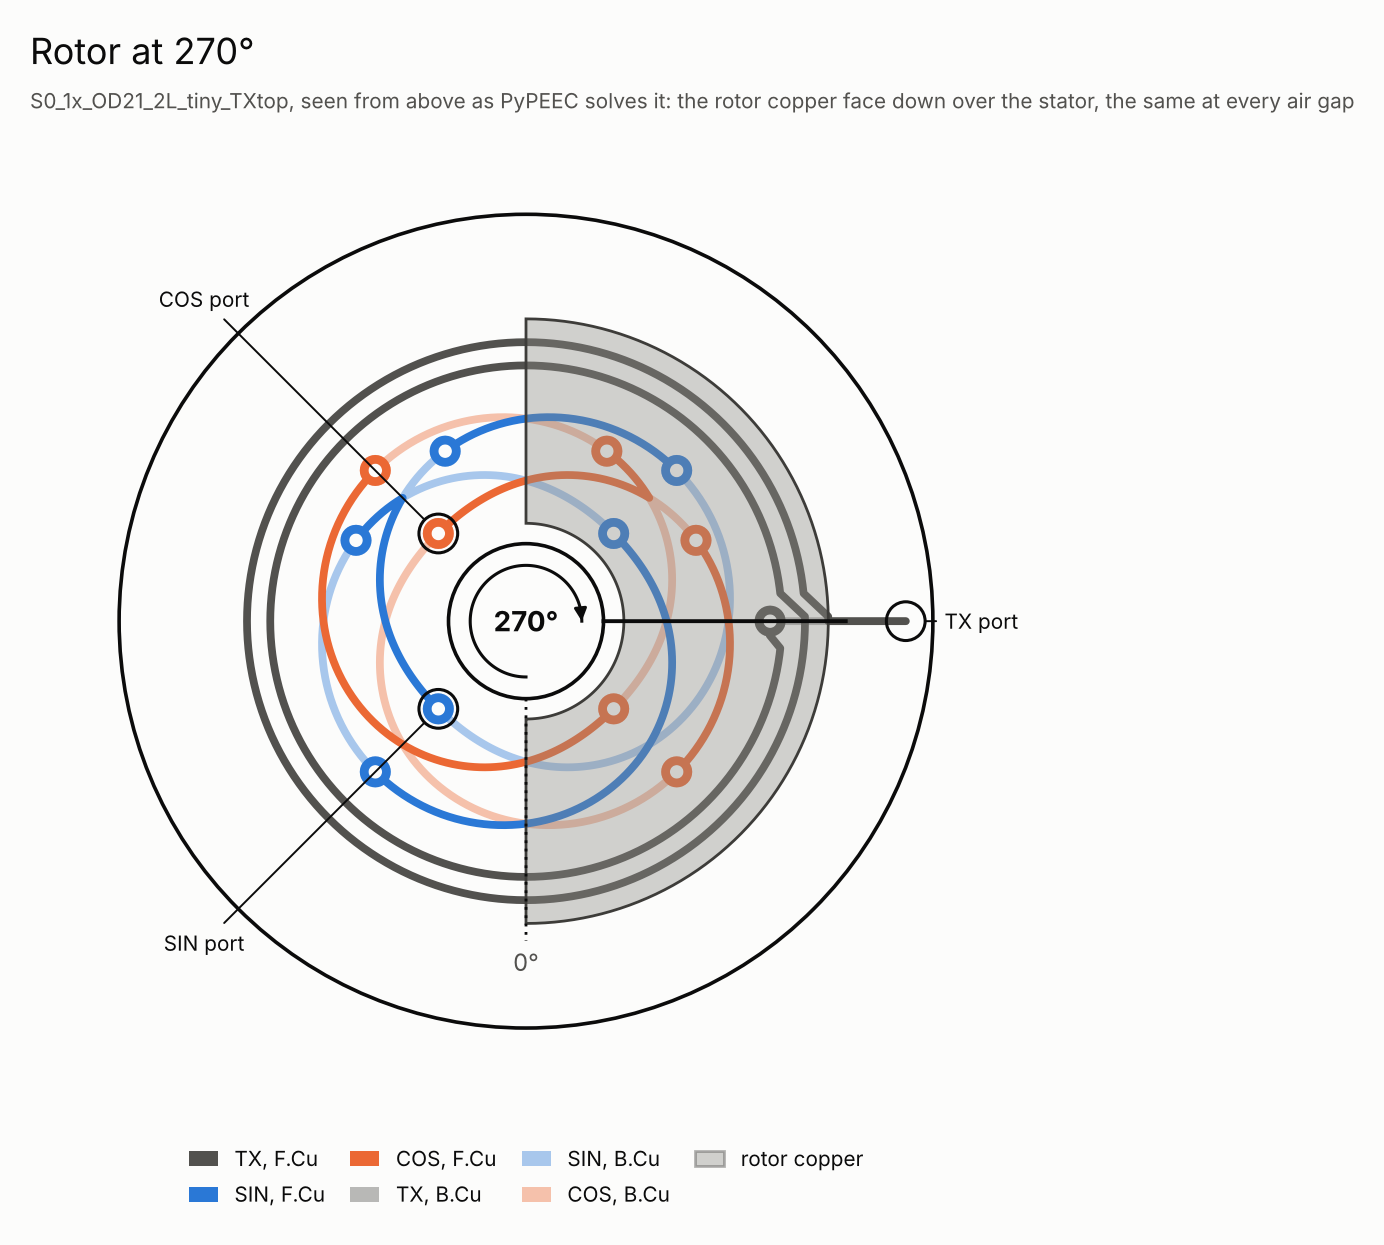 Rotor at 270°
S0_1x_OD21_2L_tiny_TXtop, seen from above as PyPEEC solves it: the rotor copper face down over the stator, the same at every air gap
COS port
270°
TX port
SIN port
0°
TX, F.Cu
COS, F.Cu
SIN, B.Cu
rotor copper
SIN, F.Cu
TX, B.Cu
COS, B.Cu